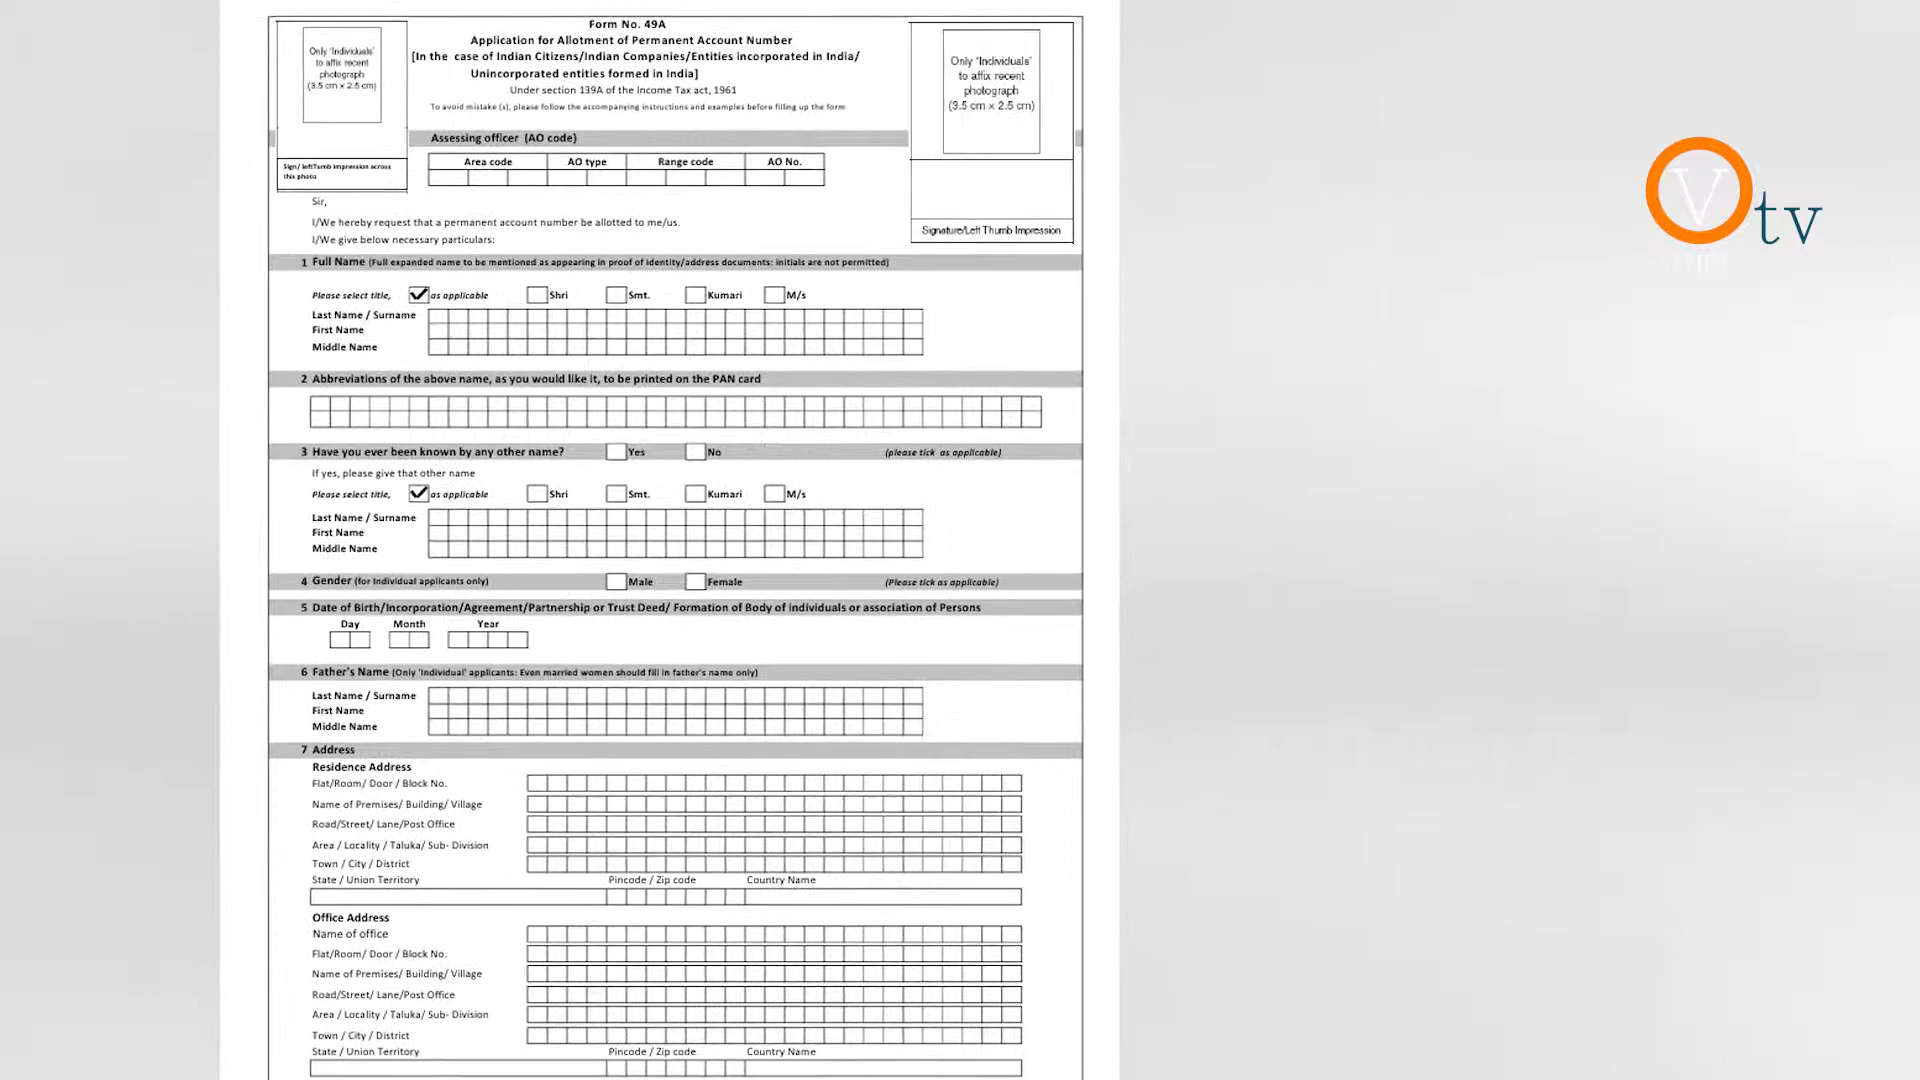 Form No. 49A
Application for Allotment of Permanent Account Number
[In the case of Indian Citizens/Indian Companies/Entities incorporated in India/
Unincorporated entities formed in India]
Under section 139A of the Income Tax act, 1961
To avoid mistake (s), please follow the accompanying instructions and examples before filling up the form
Only 'Individuals'
to affix recent
photograph
(3.5 cm x 2.5 cm)
Only 'Individuals'
to affix recent
photograph
(3.5 cm x 2.5 cm)
Assessing officer (AO code)
Area code AO type Range code AO No.
Sign/ leftTumb impression across
this photo
Sir,
I/We hereby request that a permanent account number be allotted to me/us.
I/We give below necessary particulars:
Signature/Left Thumb Impression
V tv
1 Full Name (Full expanded name to be mentioned as appearing in proof of identity/address documents: initials are not permitted)
Please select title, as applicable Shri Smt. Kumari M/s
Last Name / Surname
First Name
Middle Name
2 Abbreviations of the above name, as you would like it, to be printed on the PAN card
3 Have you ever been known by any other name? Yes No (please tick as applicable)
If yes, please give that other name
Please select title, as applicable Shri Smt. Kumari M/s
Last Name / Surname
First Name
Middle Name
4 Gender (for Individual applicants only) Male Female (Please tick as applicable)
5 Date of Birth/Incorporation/Agreement/Partnership or Trust Deed/ Formation of Body of individuals or association of Persons
Day Month Year
6 Father's Name (Only 'Individual' applicants: Even married women should fill in father's name only)
Last Name / Surname
First Name
Middle Name
7 Address
Residence Address
Flat/Room/ Door / Block No.
Name of Premises/ Building/ Village
Road/Street/ Lane/Post Office
Area / Locality / Taluka/ Sub- Division
Town / City / District
State / Union Territory Pincode / Zip code Country Name
Office Address
Name of office
Flat/Room/ Door / Block No.
Name of Premises/ Building/ Village
Road/Street/ Lane/Post Office
Area / Locality / Taluka/ Sub- Division
Town / City / District
State / Union Territory Pincode / Zip code Country Name